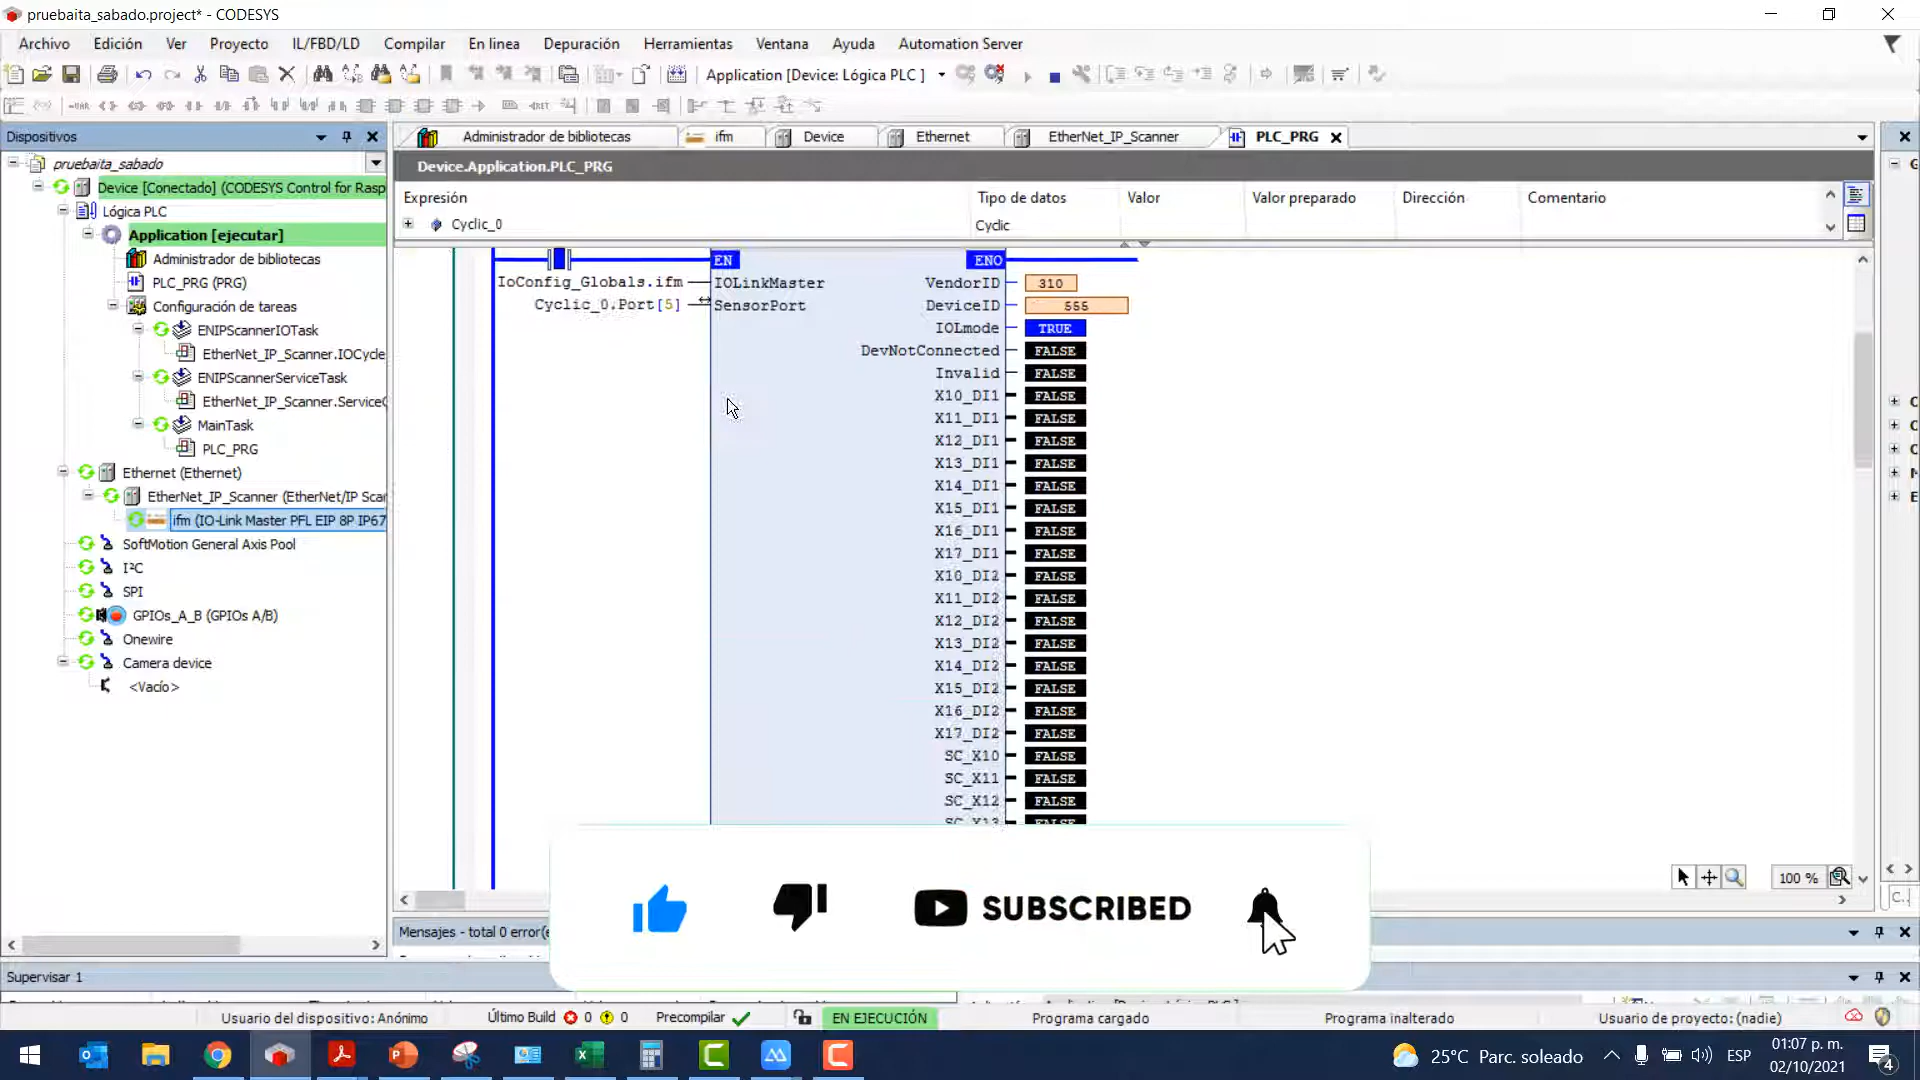 pruebaita_sabado.project* - CODESYS
Archivo Edición Ver Proyecto IL/FBD/LD Compilar En línea Depuración Herramientas Ventana Ayuda Automation Server
Application [Device: Lógica PLC ]
Dispositivos
Administrador de bibliotecas ifm Device Ethernet EtherNet_IP_Scanner PLC_PRG
pruebaita_sabado
Device [Conectado] (CODESYS Control for Rasp
Lógica PLC
Application [ejecutar]
Administrador de bibliotecas
PLC_PRG (PRG)
Configuración de tareas
ENIPScannerIOTask
EtherNet_IP_Scanner.IOCycle
ENIPScannerServiceTask
EtherNet_IP_Scanner.ServiceC
MainTask
PLC_PRG
Ethernet (Ethernet)
EtherNet_IP_Scanner (EtherNet/IP Scan
ifm (IO-Link Master PFL EIP 8P IP67
SoftMotion General Axis Pool
I²C
SPI
GPIOs_A_B (GPIOs A/B)
Onewire
Camera device
<Vacío>
Device.Application.PLC_PRG
Expresión Tipo de datos Valor Valor preparado Dirección Comentario
Cyclic_0 Cyclic
EN ENO
IoConfig_Globals.ifm IOLinkMaster VendorID 310
Cyclic_0.Port[5] SensorPort DeviceID 555
IOLmode TRUE
DevNotConnected FALSE
Invalid FALSE
X10_DI1 FALSE
X11_DI1 FALSE
X12_DI1 FALSE
X13_DI1 FALSE
X14_DI1 FALSE
X15_DI1 FALSE
X16_DI1 FALSE
X17_DI1 FALSE
X10_DI2 FALSE
X11_DI2 FALSE
X12_DI2 FALSE
X13_DI2 FALSE
X14_DI2 FALSE
X15_DI2 FALSE
X16_DI2 FALSE
X17_DI2 FALSE
SC_X10 FALSE
SC_X11 FALSE
SC_X12 FALSE
SC_X13 FALSE
100 %
SUBSCRIBED
Mensajes - total 0 error(e
Supervisar 1
Usuario del dispositivo: Anónimo Último Build 0 0 Precompilar EN EJECUCIÓN Programa cargado Programa inalterado Usuario de proyecto: (nadie)
25°C Parc. soleado ESP 01:07 p. m.
02/10/2021
4